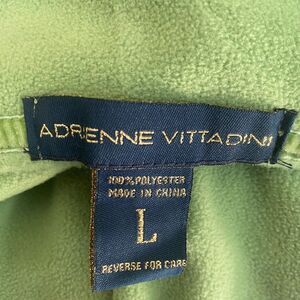 ADRIENNE VITTADINI
100% POLYESTER
MADE IN CHINA
L
REVERSE FOR CARE